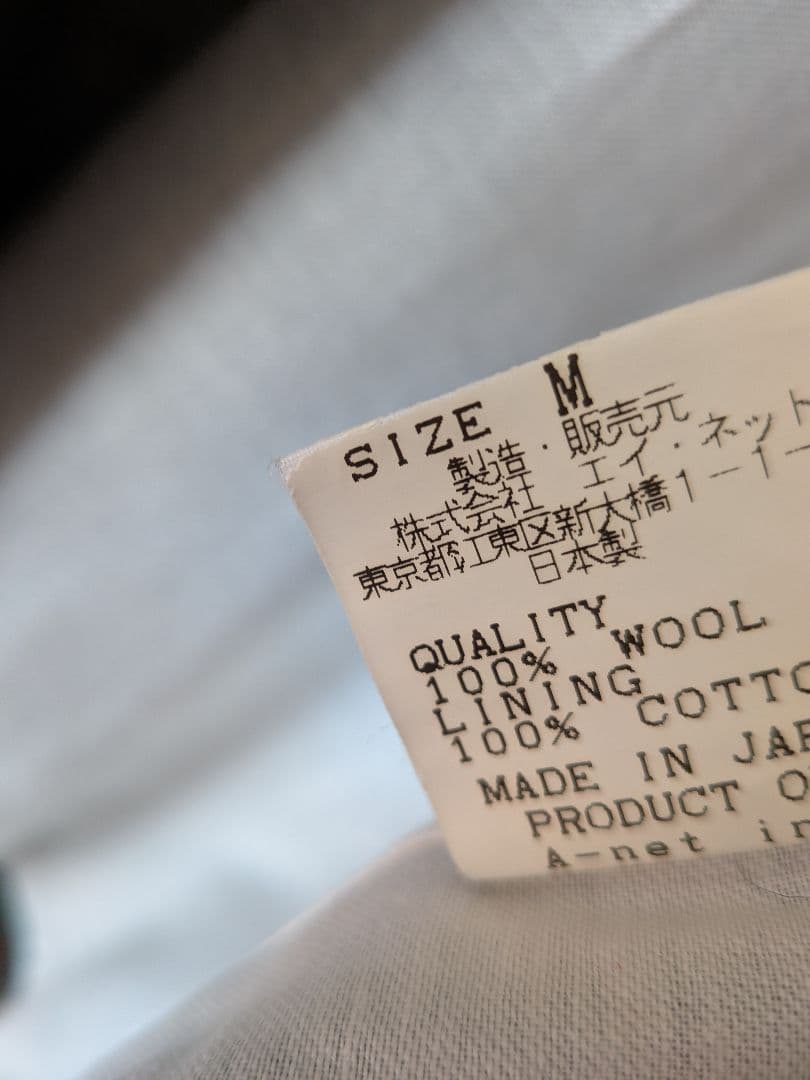 SIZE M
製造・販売元
株式会社 エイ・ネット
東京都江東区新大橋1-1-
日本製
QUALITY
100% WOOL
LINING
100% COTTO
MADE IN JAP
PRODUCT O
A-net in